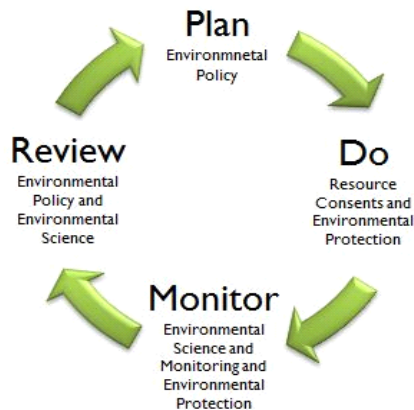 Plan
Environmnetal
Policy
Do
Resource
Consents and
Environmental
Protection
Monitor
Environmental
Science and
Monitoring and
Environmental
Protection
Review
Environmental
Policy and
Environmental
Science